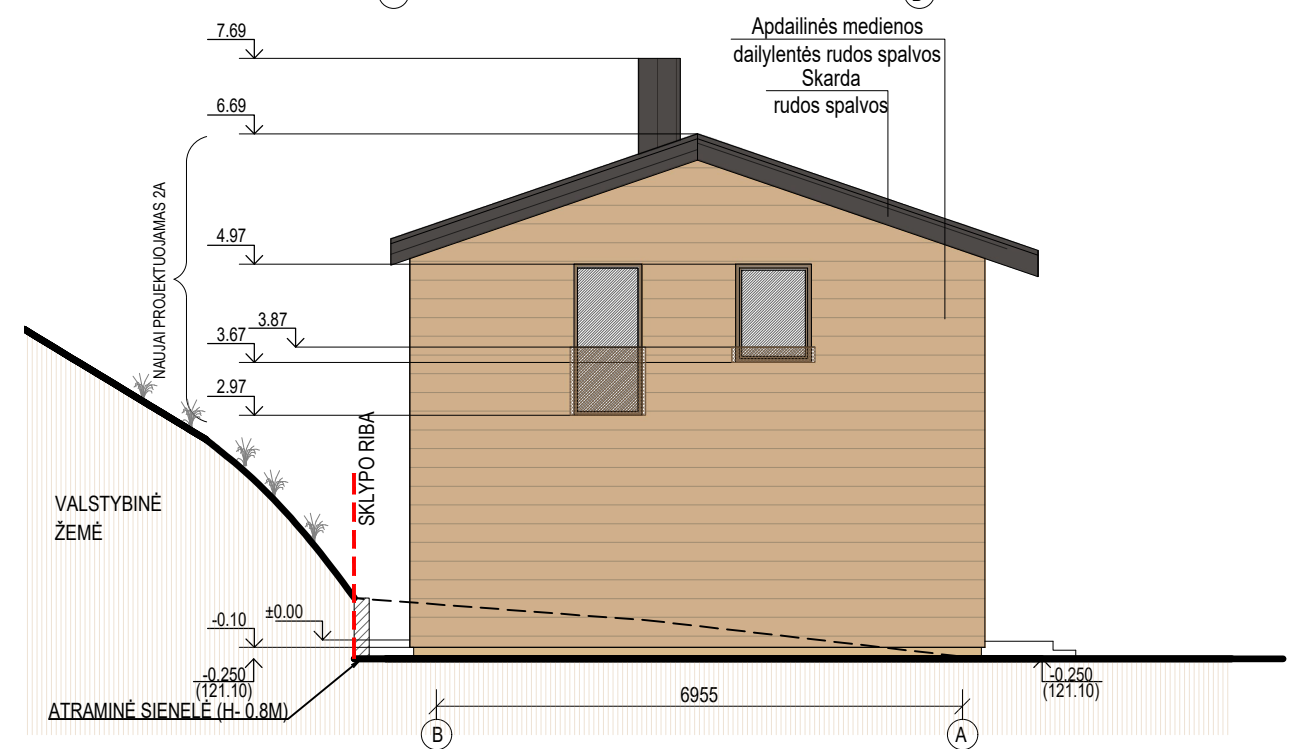 7.69
Apdailinės medienos
dailylentės rudos spalvos
Skarda
rudos spalvos
6.69
NAUJAI PROJEKTUOJAMAS 2A
4.97
3.87
3.67
2.97
SKLYPO RIBA
VALSTYBINĖ
ŽEMĖ
±0.00
-0.10
-0.250
(121.10)
-0.250
(121.10)
ATRAMINĖ SIENELĖ (H- 0.8M)
6955
B
A